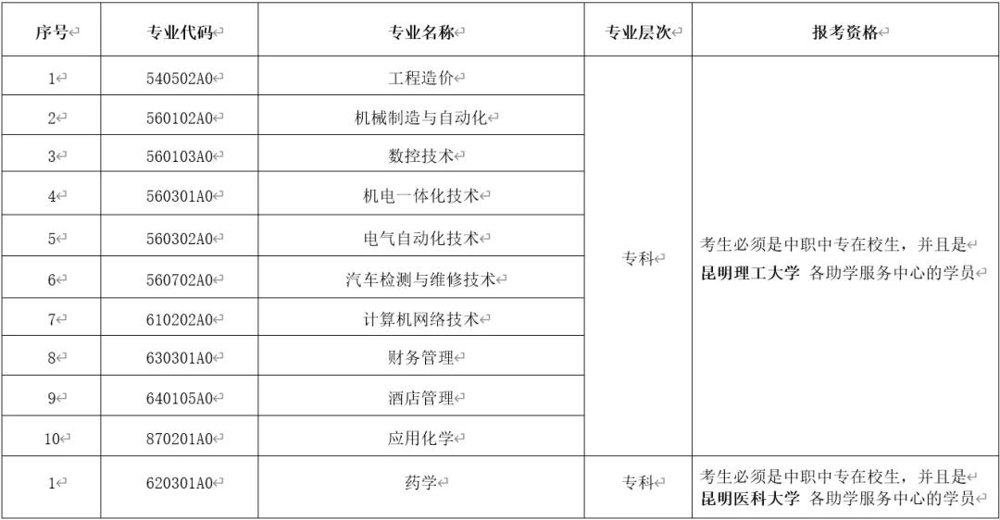 序号 专业代码 专业名称 专业层次 报考资格
1 540502A0 工程造价
2 560102A0 机械制造与自动化
3 560103A0 数控技术
4 560301A0 机电一体化技术
5 560302A0 电气自动化技术
6 560702A0 汽车检测与维修技术
7 610202A0 计算机网络技术
8 630301A0 财务管理
9 640105A0 酒店管理
10 870201A0 应用化学
专科
考生必须是中职中专在校生，并且是
昆明理工大学 各助学服务中心的学员
1 620301A0 药学 专科
考生必须是中职中专在校生，并且是
昆明医科大学 各助学服务中心的学员